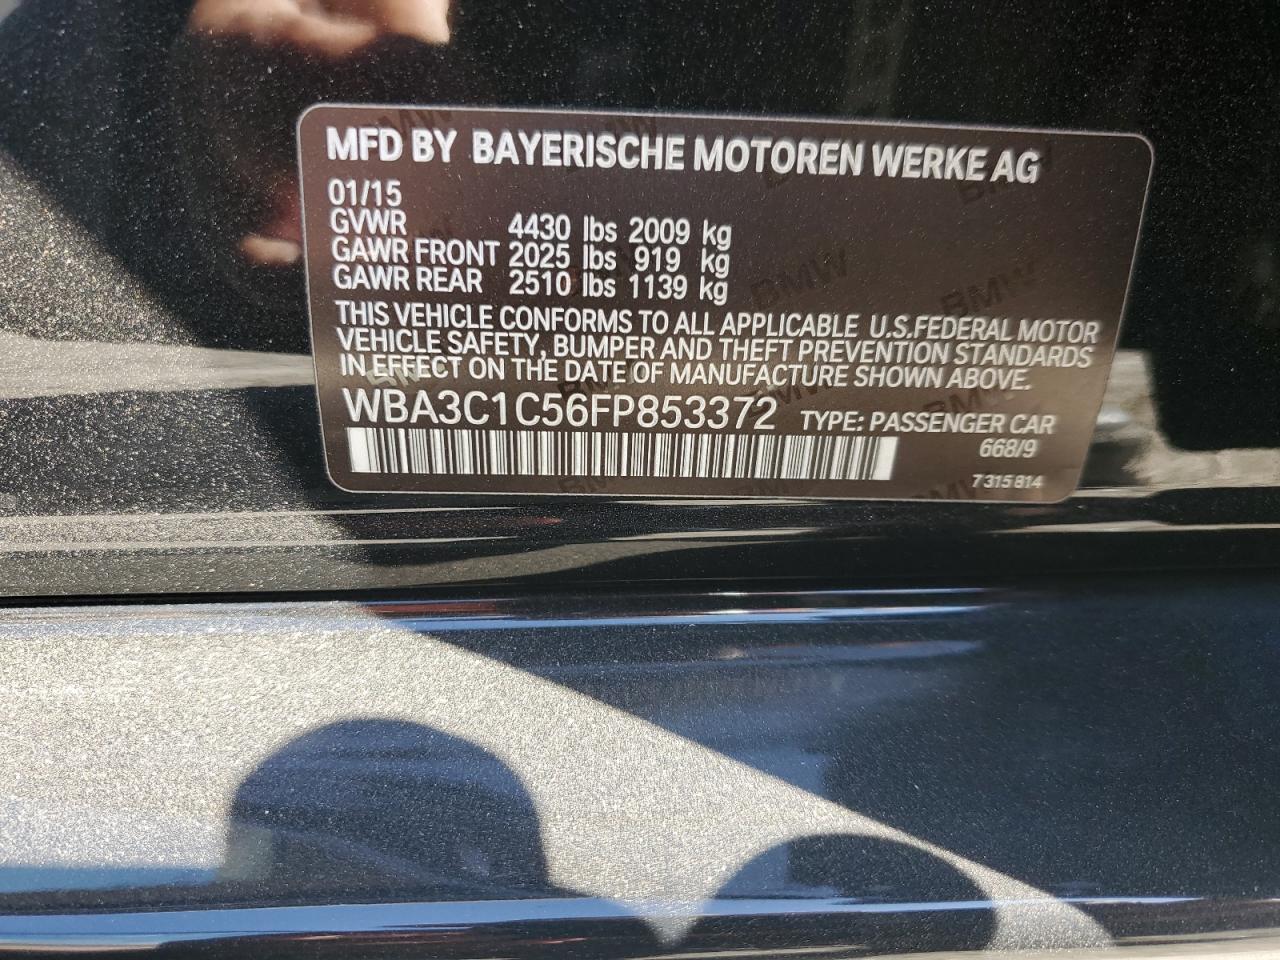 MFD BY BAYERISCHE MOTOREN WERKE AG
01/15
GVWR 4430 lbs 2009 kg
GAWR FRONT 2025 lbs 919 kg
GAWR REAR 2510 lbs 1139 kg
THIS VEHICLE CONFORMS TO ALL APPLICABLE U.S.FEDERAL MOTOR
VEHICLE SAFETY, BUMPER AND THEFT PREVENTION STANDARDS
IN EFFECT ON THE DATE OF MANUFACTURE SHOWN ABOVE.
WBA3C1C56FP853372 TYPE: PASSENGER CAR
668/9
7 315 814